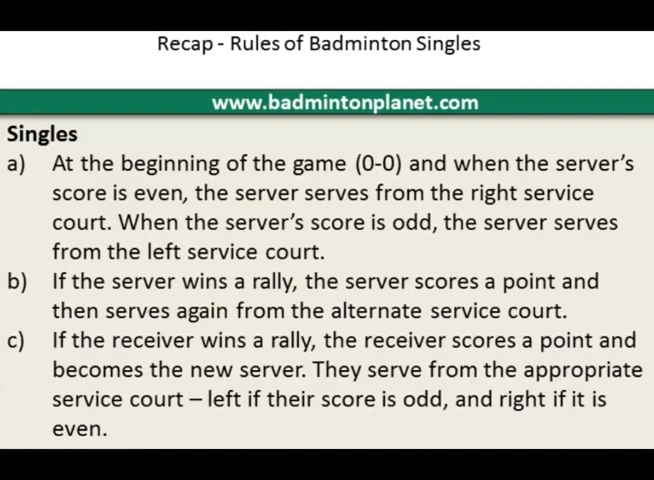 Recap - Rules of Badminton Singles
www.badmintonplanet.com
Singles
a) At the beginning of the game (0-0) and when the server's
score is even, the server serves from the right service
court. When the server's score is odd, the server serves
from the left service court.
b) If the server wins a rally, the server scores a point and
then serves again from the alternate service court.
c) If the receiver wins a rally, the receiver scores a point and
becomes the new server. They serve from the appropriate
service court – left if their score is odd, and right if it is
even.